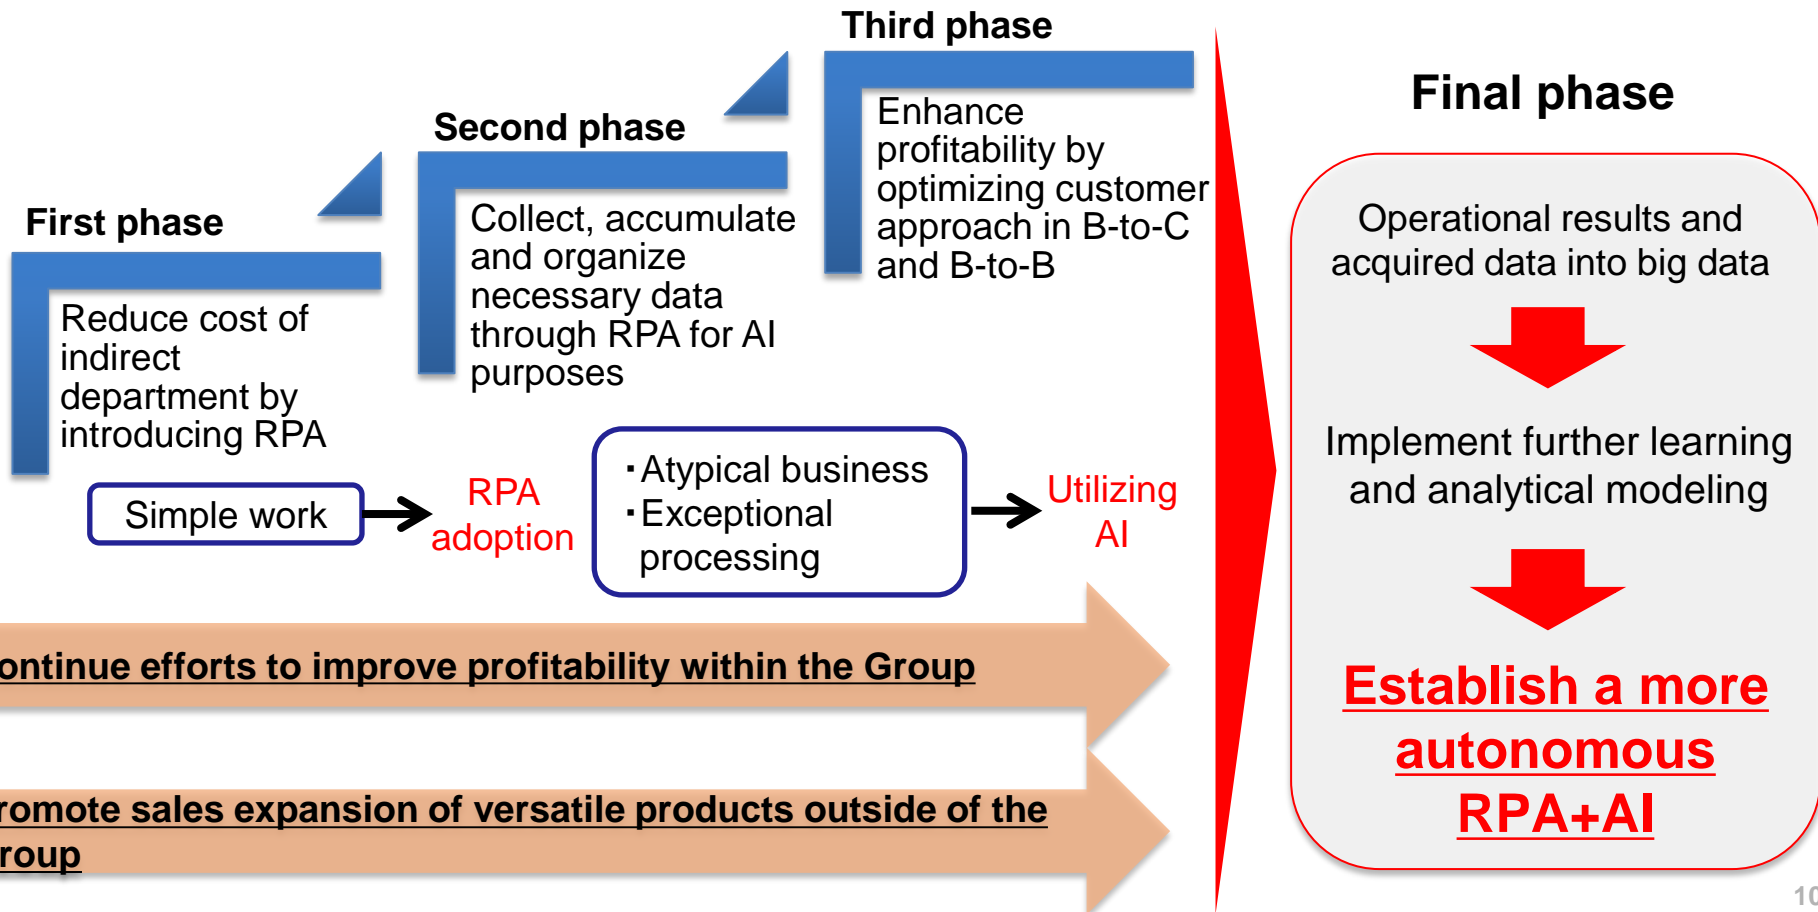 First phase
Reduce cost of
indirect
department by
introducing RPA
Second phase
Collect, accumulate
and organize
necessary data
through RPA for AI
purposes
Third phase
Enhance
profitability by
optimizing customer
approach in B-to-C
and B-to-B
Simple work
RPA
adoption
・Atypical business
・Exceptional
processing
Utilizing
AI
ontinue efforts to improve profitability within the Group
romote sales expansion of versatile products outside of the
roup
Final phase
Operational results and
acquired data into big data
Implement further learning
and analytical modeling
Establish a more
autonomous
RPA+AI
10